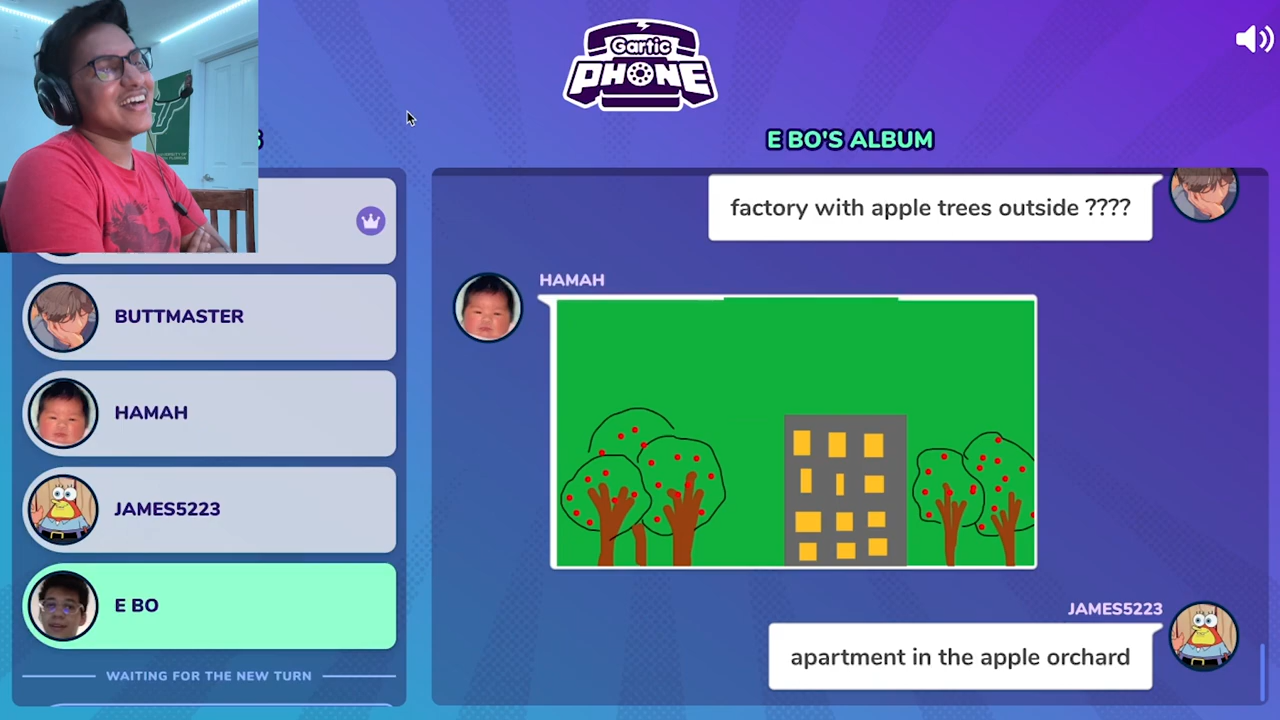 Gartic
PHONE
E BO'S ALBUM
factory with apple trees outside ????
BUTTMASTER
HAMAH
JAMES5223
E BO
WAITING FOR THE NEW TURN
HAMAH
JAMES5223
apartment in the apple orchard